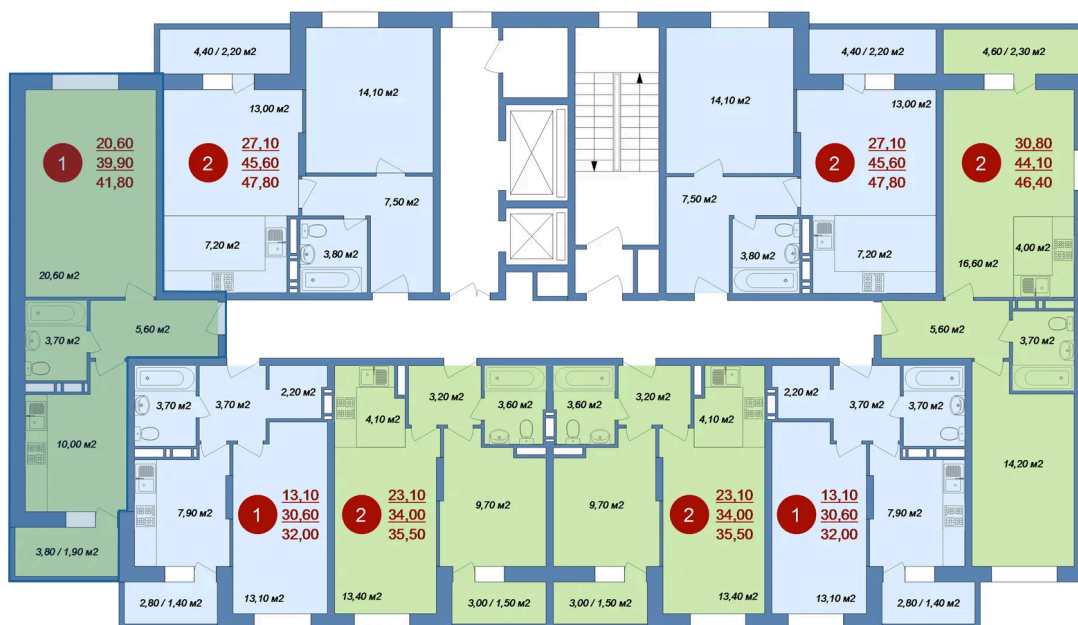 4,40 / 2,20 м2
14,10 м2
13,00 м2
1
20,60
39,90
41,80
2
27,10
45,60
47,80
7,50 м2
7,20 м2
3,80 м2
20,60 м2
3,70 м2
5,60 м2
10,00 м2
3,80 / 1,90 м2
14,10 м2
4,40 / 2,20 м2
13,00 м2
2
27,10
45,60
47,80
7,50 м2
3,80 м2
7,20 м2
4,60 / 2,30 м2
2
30,80
44,10
46,40
4,00 м2
16,60 м2
5,60 м2
3,70 м2
14,20 м2
3,70 м2
3,70 м2
2,20 м2
7,90 м2
1
13,10
30,60
32,00
13,10 м2
2,80 / 1,40 м2
4,10 м2
3,20 м2
3,60 м2
2
23,10
34,00
35,50
9,70 м2
13,40 м2
3,00 / 1,50 м2
3,60 м2
3,20 м2
4,10 м2
9,70 м2
2
23,10
34,00
35,50
3,00 / 1,50 м2
13,40 м2
2,20 м2
3,70 м2
3,70 м2
1
13,10
30,60
32,00
7,90 м2
13,10 м2
2,80 / 1,40 м2